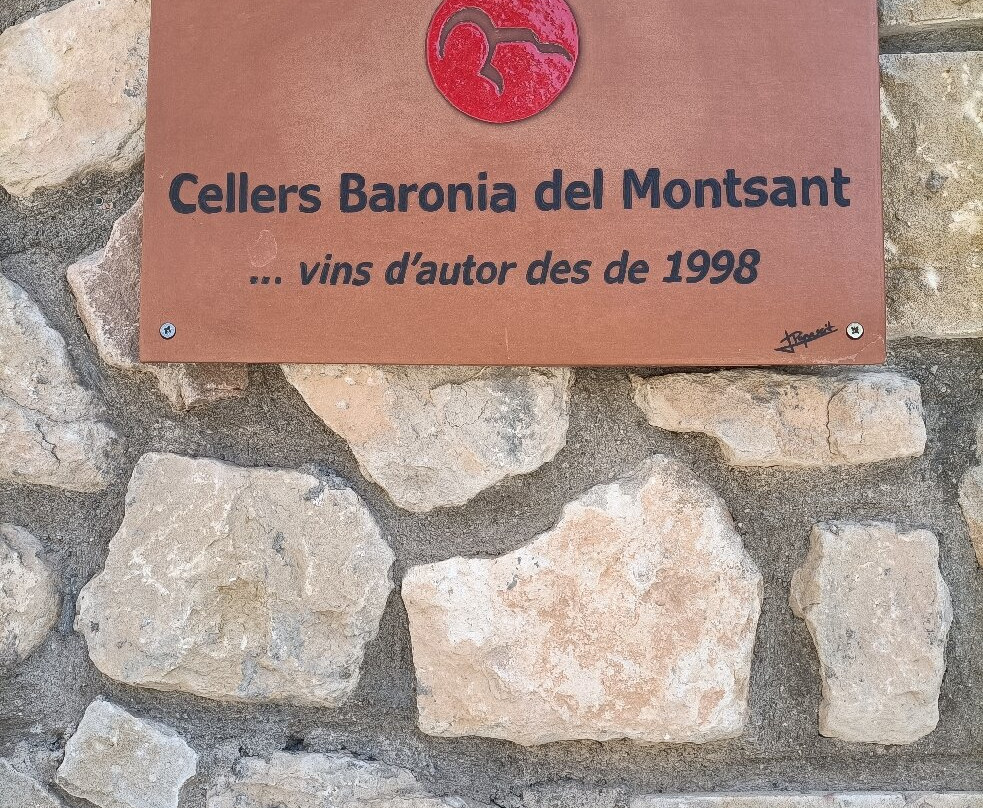 Cellers Baronia del Montsant
... vins d'autor des de 1998